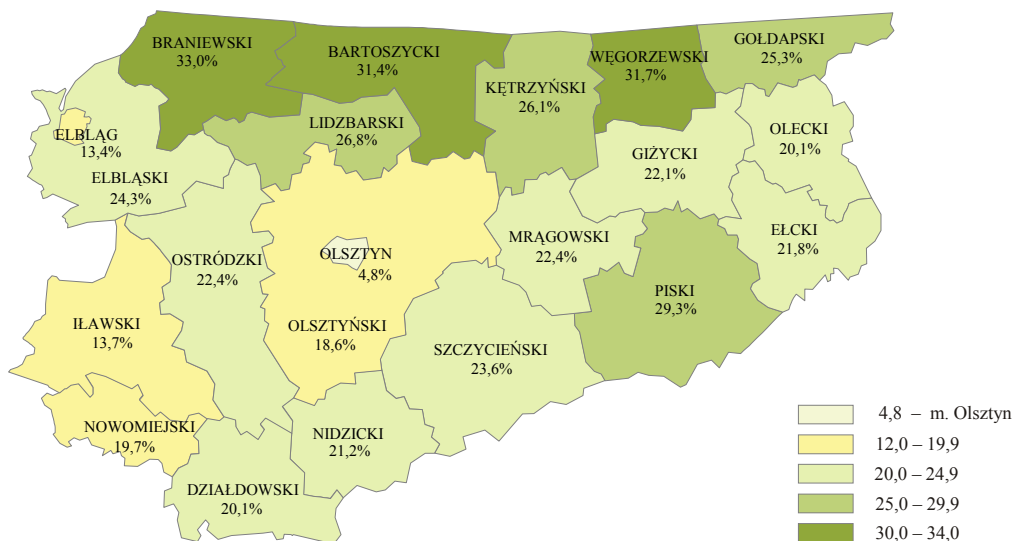 BRANIEWSKI
33,0%
BARTOSZYCKI
31,4%
WĘGORZEWSKI
31,7%
GOŁDAPSKI
25,3%
KĘTRZYŃSKI
26,1%
LIDZBARSKI
26,8%
ELBLĄG
13,4%
ELBLĄSKI
24,3%
GIŻYCKI
22,1%
OLECKI
20,1%
EŁCKI
21,8%
MRĄGOWSKI
22,4%
OSTRÓDZKI
22,4%
OLSZTYN
4,8%
OLSZTYŃSKI
18,6%
PISKI
29,3%
IŁAWSKI
13,7%
SZCZYCIEŃSKI
23,6%
NOWOMIEJSKI
19,7%
NIDZICKI
21,2%
DZIAŁDOWSKI
20,1%
4,8 – m. Olsztyn
12,0 – 19,9
20,0 – 24,9
25,0 – 29,9
30,0 – 34,0